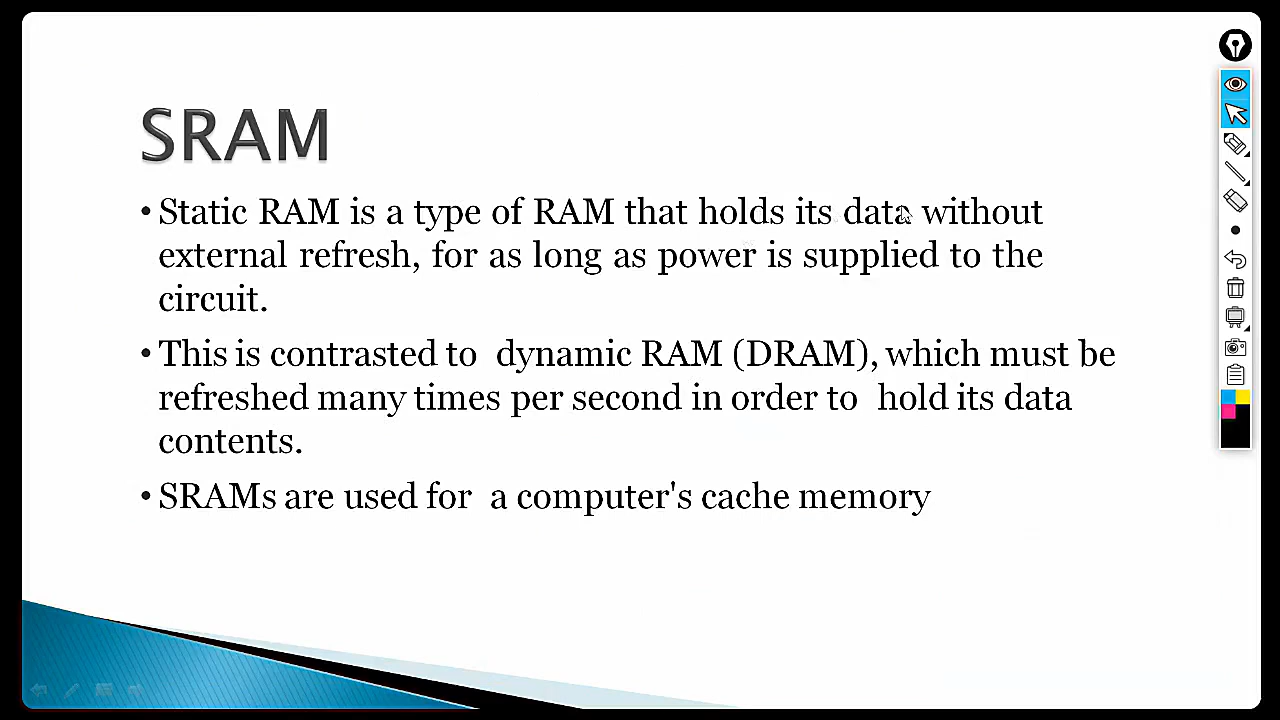 SRAM
• Static RAM is a type of RAM that holds its data without
external refresh, for as long as power is supplied to the
circuit.
• This is contrasted to dynamic RAM (DRAM), which must be
refreshed many times per second in order to hold its data
contents.
• SRAMs are used for a computer's cache memory